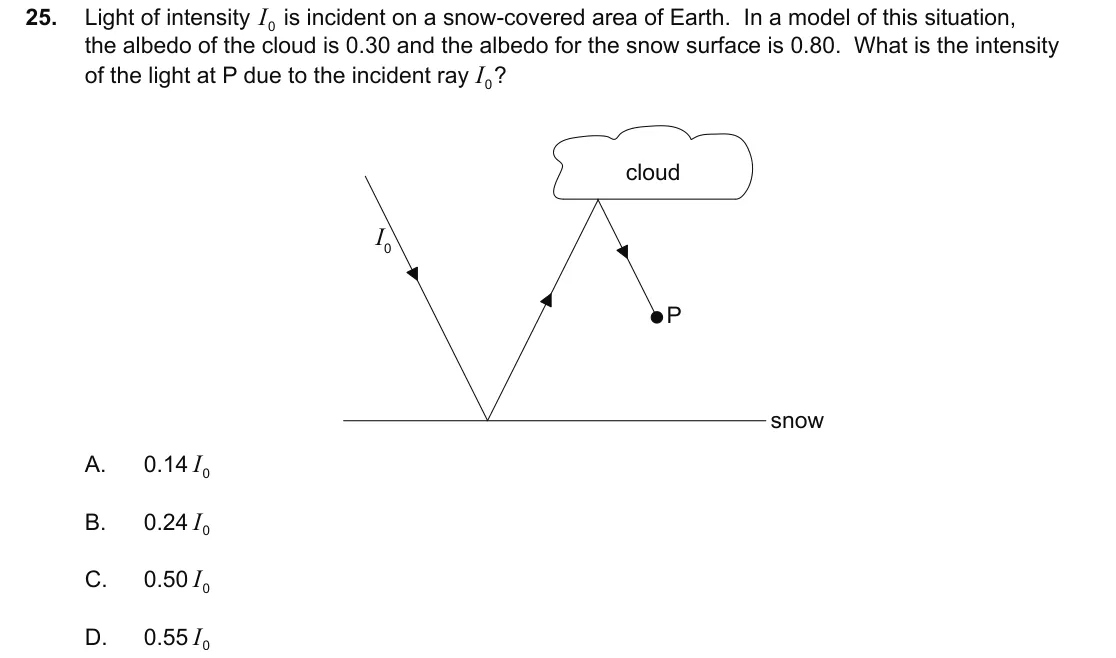 25. Light of intensity I₀ is incident on a snow-covered area of Earth. In a model of this situation,
the albedo of the cloud is 0.30 and the albedo for the snow surface is 0.80. What is the intensity
of the light at P due to the incident ray I₀?
cloud
I₀
P
snow
A. 0.14 I₀
B. 0.24 I₀
C. 0.50 I₀
D. 0.55 I₀